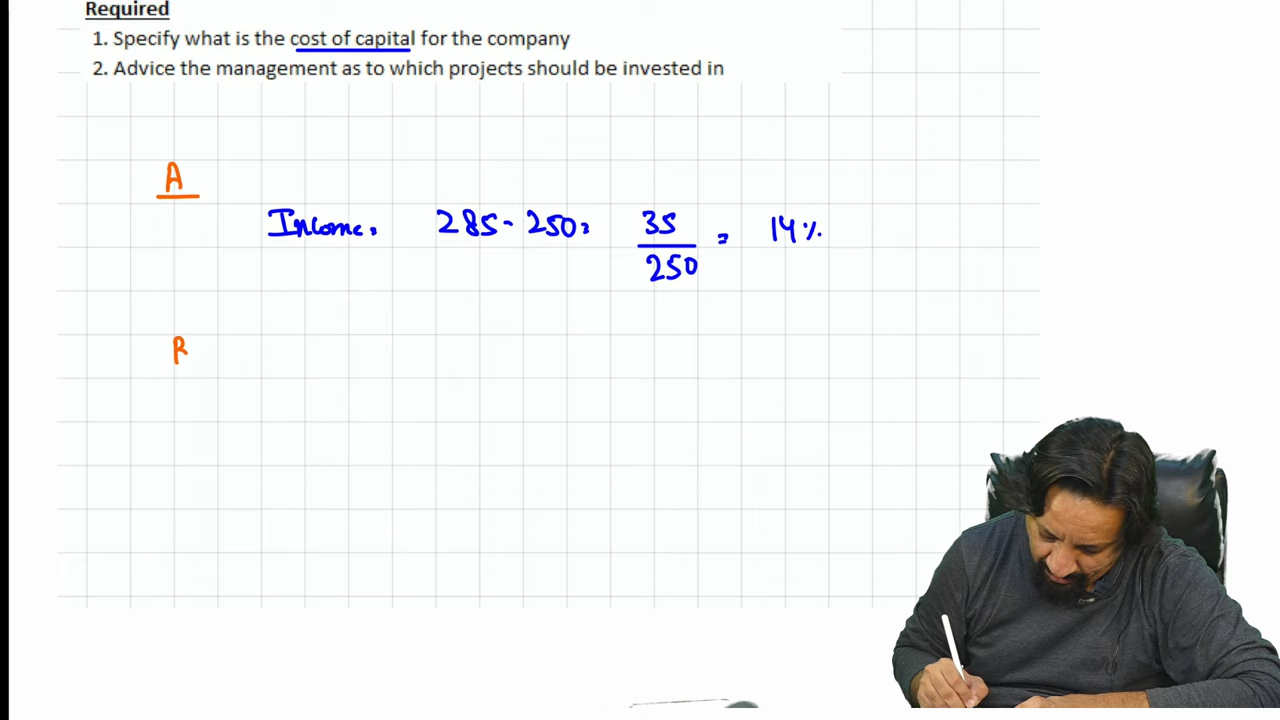 Required
1. Specify what is the cost of capital for the company
2. Advice the management as to which projects should be invested in
A
Income = 285 - 250 = 35 / 250 = 14%
B